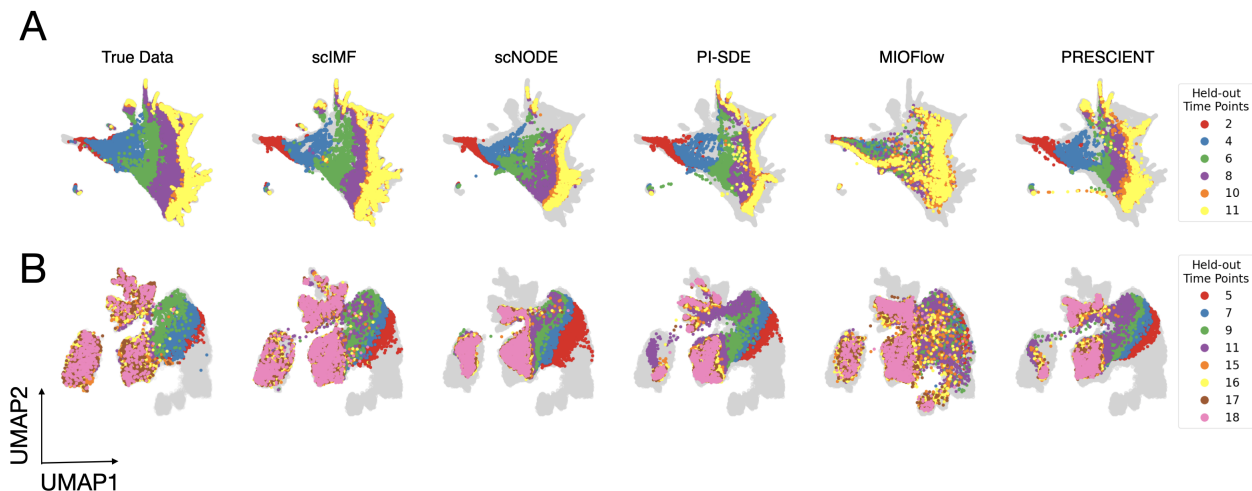 A
True Data
scIMF
scNODE
PI-SDE
MIOFlow
PRESCIENT
Held-out
Time Points
2
4
6
8
10
11
B
Held-out
Time Points
5
7
9
11
15
16
17
18
UMAP2
UMAP1